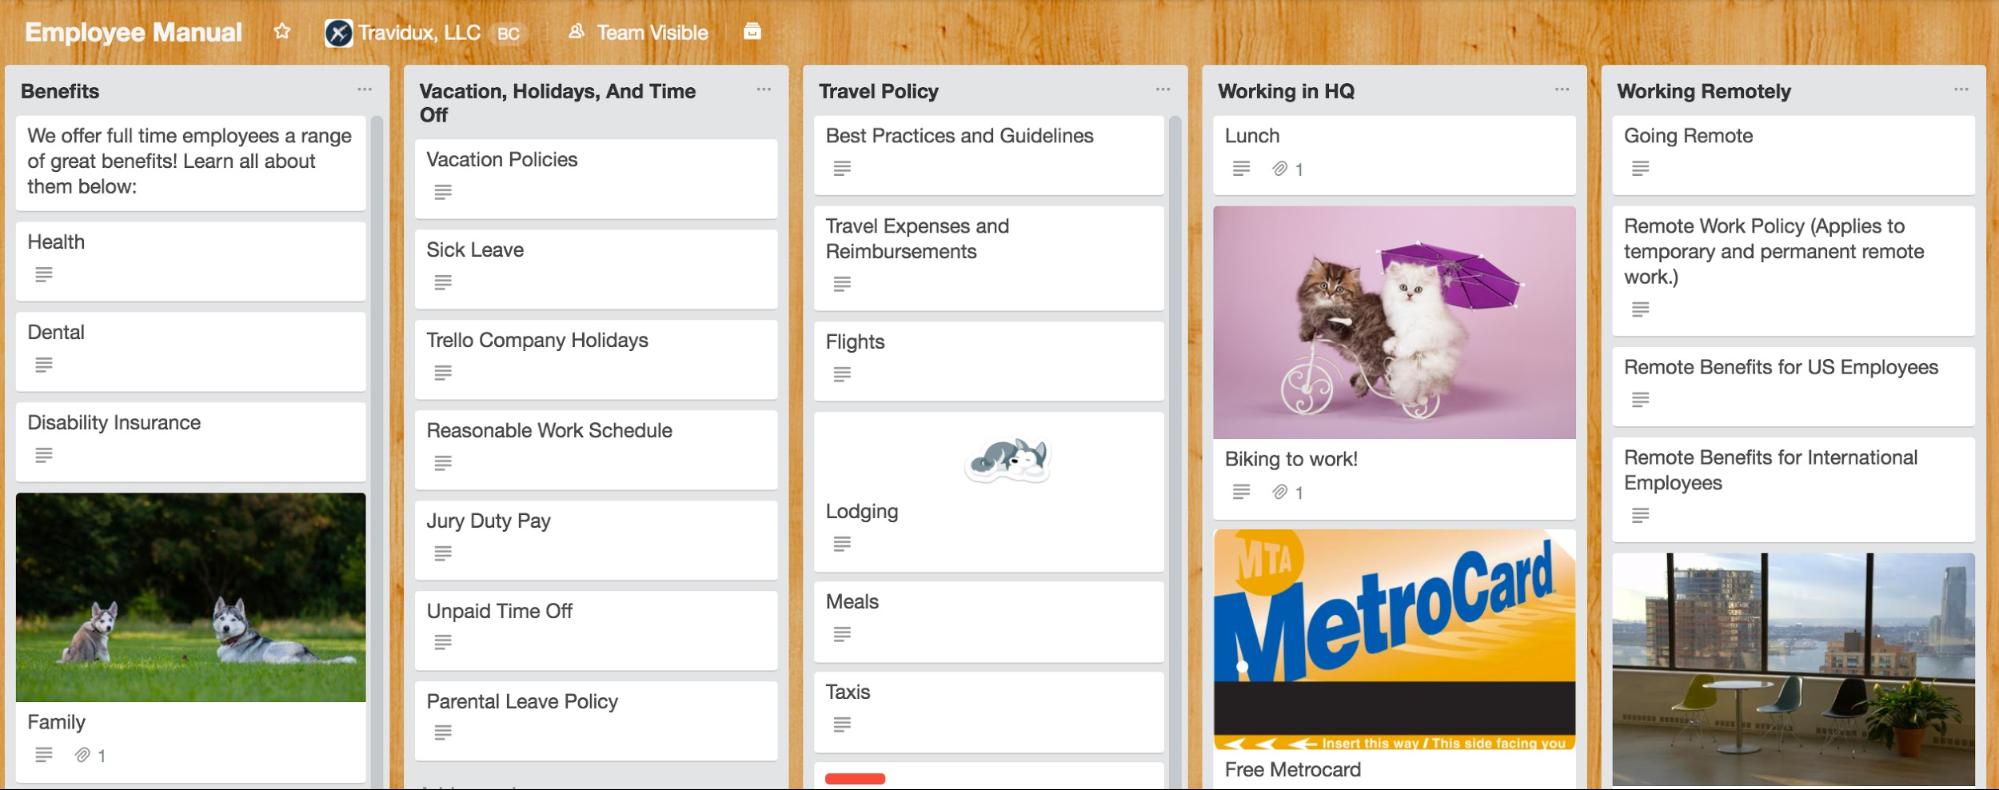 Employee Manual
Travidux, LLC BC
Team Visible
Benefits
We offer full time employees a range
of great benefits! Learn all about
them below:
Health
Dental
Disability Insurance
Family
1
Vacation, Holidays, And Time
Off
Vacation Policies
Sick Leave
Trello Company Holidays
Reasonable Work Schedule
Jury Duty Pay
Unpaid Time Off
Parental Leave Policy
Travel Policy
Best Practices and Guidelines
Travel Expenses and
Reimbursements
Flights
Lodging
Meals
Taxis
Working in HQ
Lunch
1
Biking to work!
1
MTA
MetroCard
Insert this way / This side facing you
Free Metrocard
Working Remotely
Going Remote
Remote Work Policy (Applies to
temporary and permanent remote
work.)
Remote Benefits for US Employees
Remote Benefits for International
Employees